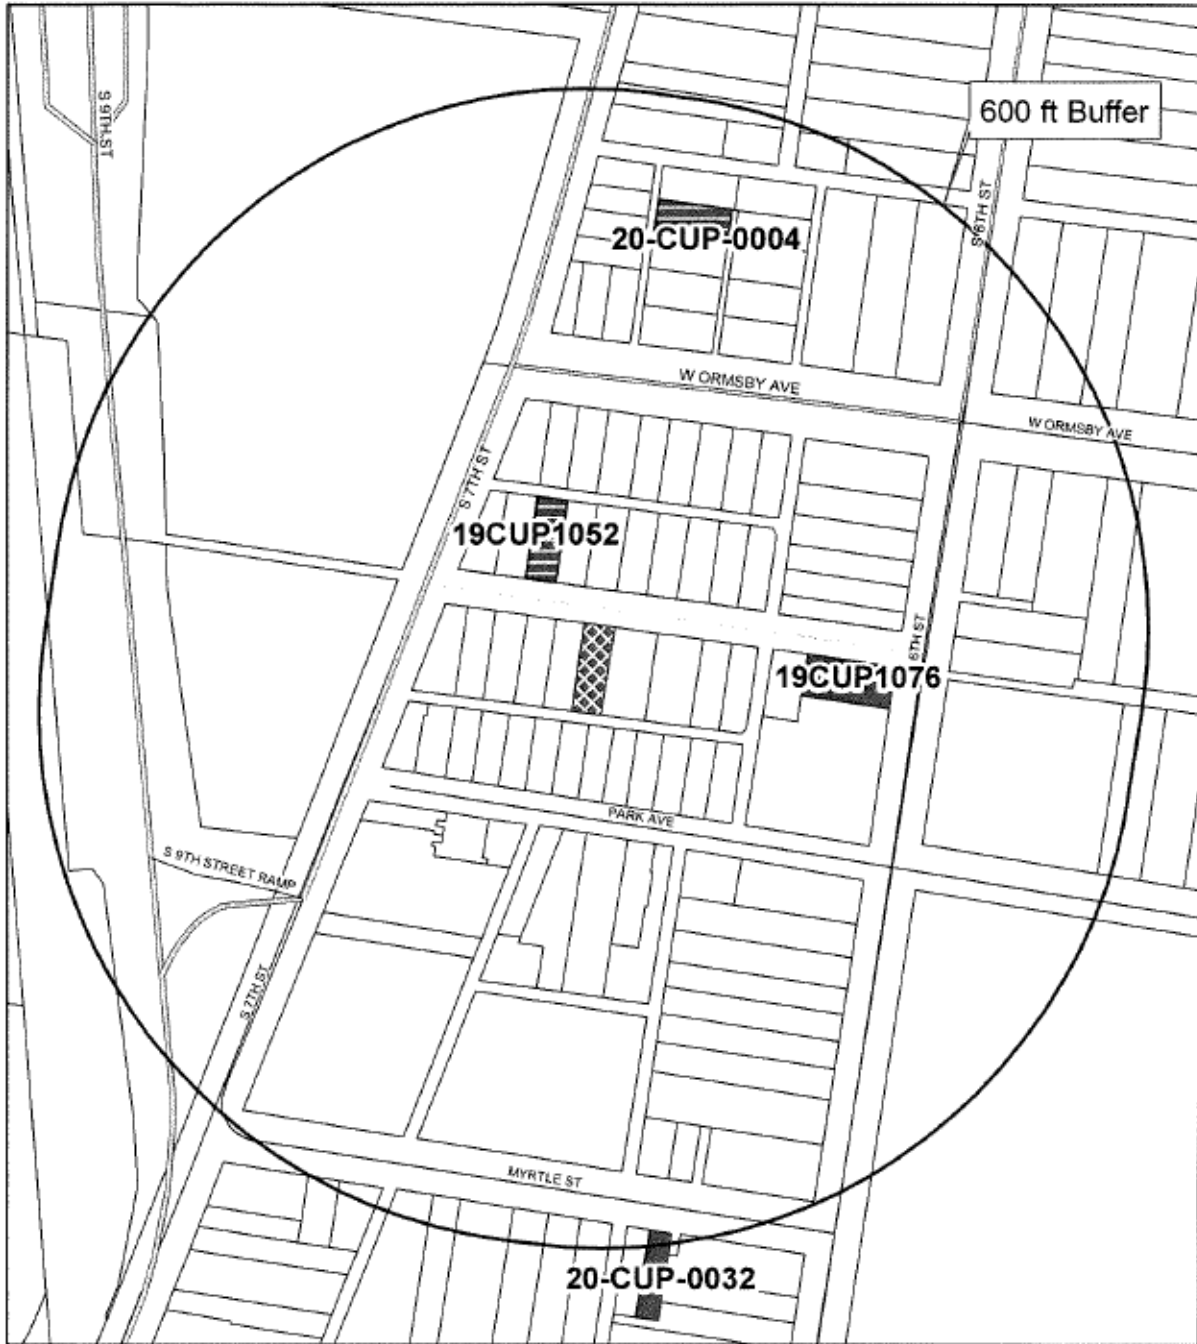 S 9TH ST
600 ft Buffer
S 6TH ST
20-CUP-0004
W ORMSBY AVE
W ORMSBY AVE
S 7TH ST
19CUP1052
6TH ST
19CUP1076
PARK AVE
S 9TH STREET RAMP
S 7TH ST
MYRTLE ST
20-CUP-0032